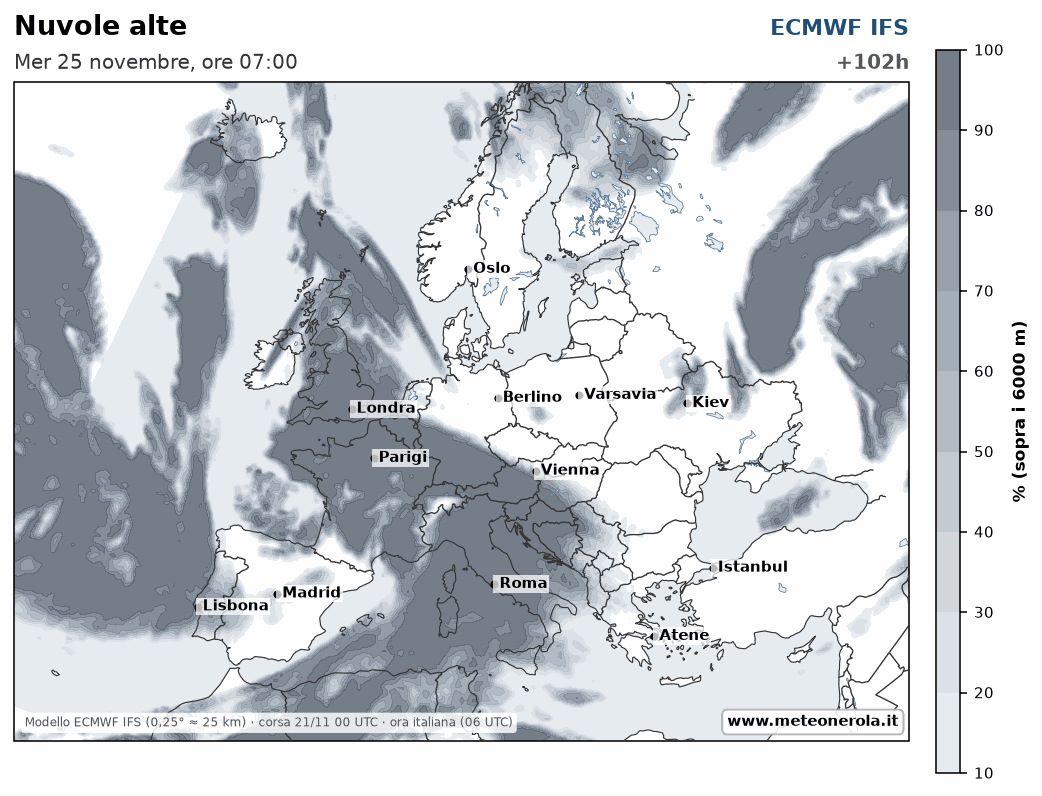 Nuvole alte
ECMWF IFS
Mer 25 novembre, ore 07:00
+102h
100
90
80
70
60
50
40
30
20
10
% (sopra i 6000 m)
Oslo
Londra
Berlino
Varsavia
Kiev
Parigi
Vienna
Istanbul
Roma
Madrid
Lisbona
Atene
Modello ECMWF IFS (0,25° ≈ 25 km) · corsa 21/11 00 UTC · ora italiana (06 UTC)
www.meteonerola.it